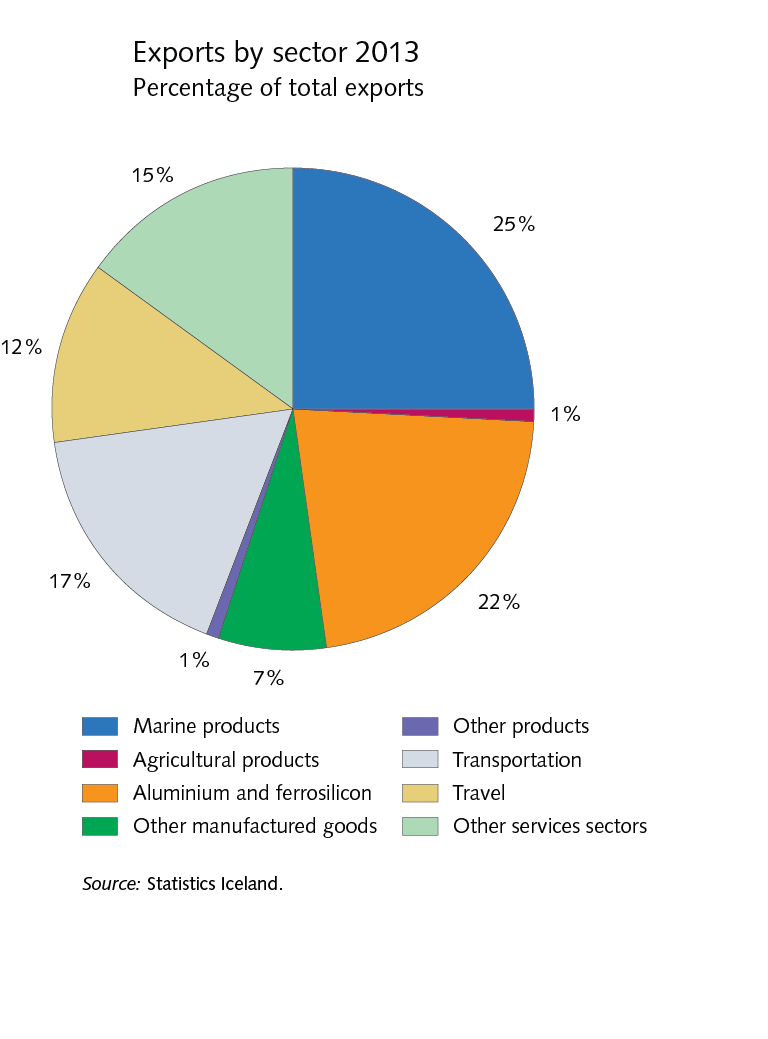 Exports by sector 2013
Percentage of total exports
15%
25%
12%
1%
17%
22%
1%
7%
Marine products
Agricultural products
Aluminium and ferrosilicon
Other manufactured goods
Other products
Transportation
Travel
Other services sectors
Source: Statistics Iceland.